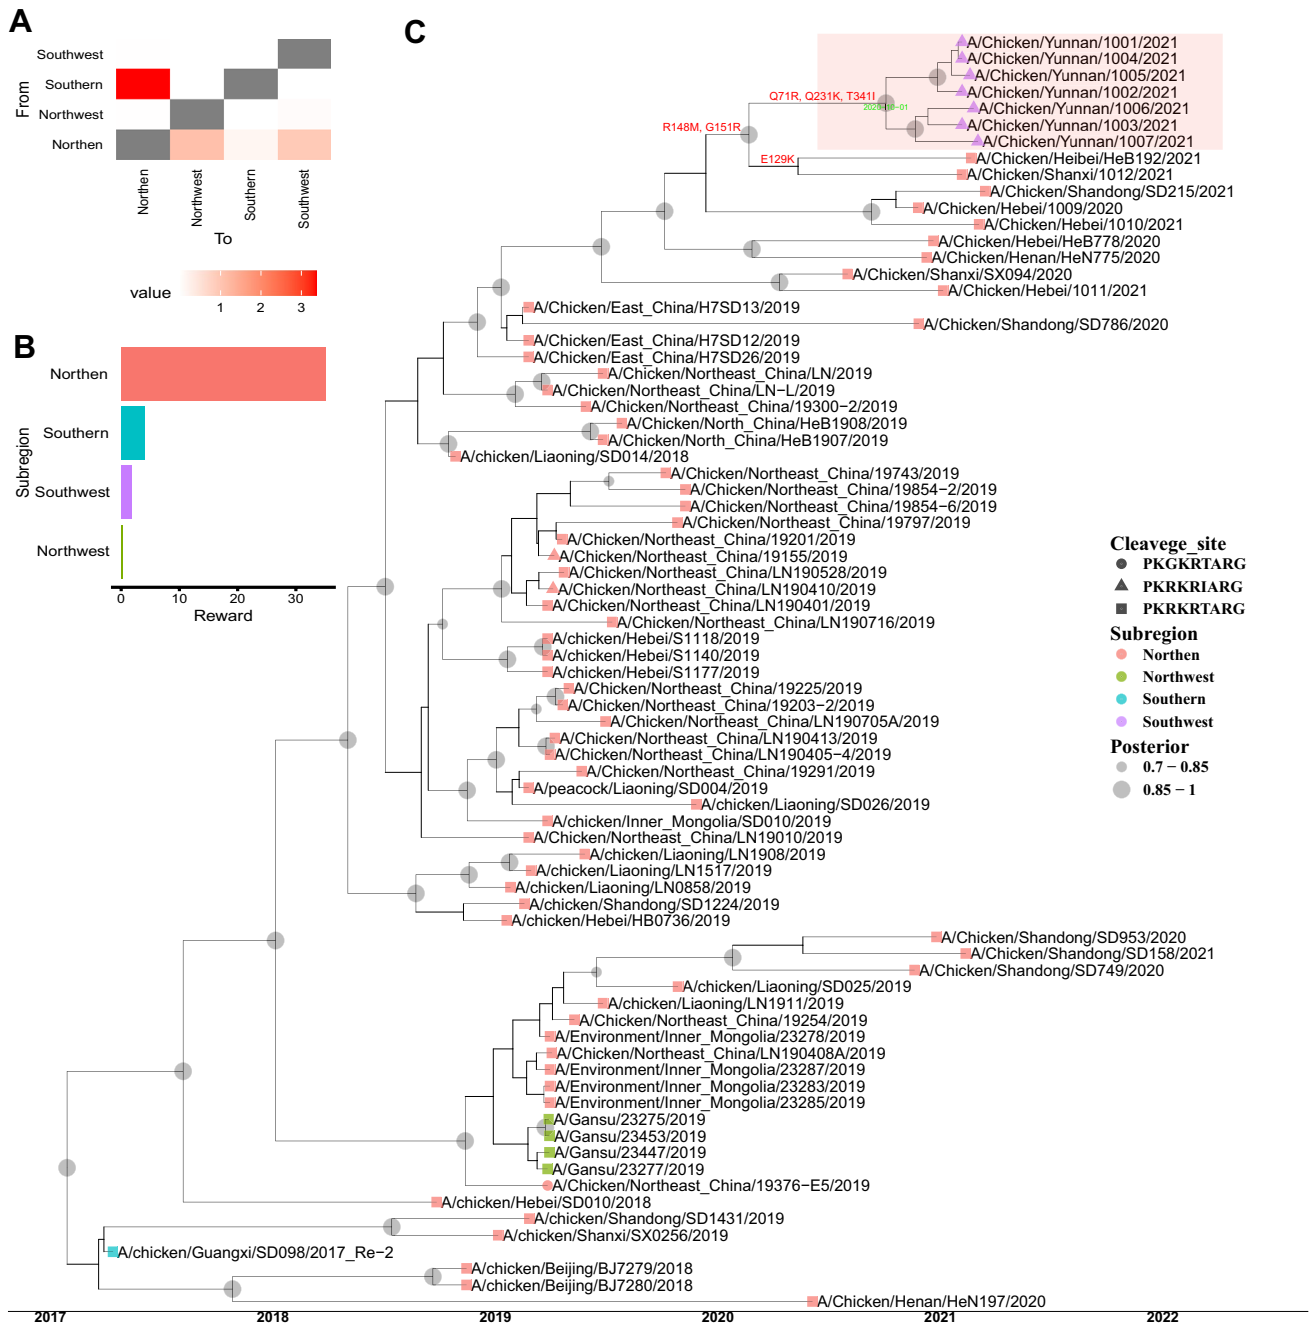 A
Southwest
Southern
Northwest
Northen
From
Northen
Northwest
Southern
Southwest
To
value
1
2
3
B
Northen
Southern
Southwest
Northwest
Subregion
0
10
20
30
Reward
C
Q71R, Q231K, T341I
R148M, G151R
E129K
A/Chicken/Yunnan/1001/2021
A/Chicken/Yunnan/1004/2021
A/Chicken/Yunnan/1005/2021
A/Chicken/Yunnan/1002/2021
A/Chicken/Yunnan/1006/2021
A/Chicken/Yunnan/1003/2021
A/Chicken/Yunnan/1007/2021
A/Chicken/Heibei/HeB192/2021
A/Chicken/Shanxi/1012/2021
A/Chicken/Shandong/SD215/2021
A/Chicken/Hebei/1009/2020
A/Chicken/Hebei/1010/2021
A/Chicken/Hebei/HeB778/2020
A/Chicken/Henan/HeN775/2020
A/Chicken/Shanxi/SX094/2020
A/Chicken/Hebei/1011/2021
A/Chicken/East_China/H7SD13/2019
A/Chicken/Shandong/SD786/2020
A/Chicken/East_China/H7SD12/2019
A/Chicken/East_China/H7SD26/2019
A/Chicken/Northeast_China/LN/2019
A/Chicken/Northeast_China/LN−L/2019
A/Chicken/Northeast_China/19300−2/2019
A/Chicken/North_China/HeB1908/2019
A/Chicken/North_China/HeB1907/2019
A/chicken/Liaoning/SD014/2018
A/Chicken/Northeast_China/19743/2019
A/Chicken/Northeast_China/19854−2/2019
A/Chicken/Northeast_China/19854−6/2019
A/Chicken/Northeast_China/19797/2019
A/Chicken/Northeast_China/19201/2019
A/Chicken/Northeast_China/19155/2019
A/Chicken/Northeast_China/LN190528/2019
A/Chicken/Northeast_China/LN190410/2019
A/Chicken/Northeast_China/LN190401/2019
A/Chicken/Northeast_China/LN190716/2019
A/chicken/Hebei/S1118/2019
A/chicken/Hebei/S1140/2019
A/chicken/Hebei/S1177/2019
A/Chicken/Northeast_China/19225/2019
A/Chicken/Northeast_China/19203−2/2019
A/Chicken/Northeast_China/LN190705A/2019
A/Chicken/Northeast_China/LN190413/2019
A/Chicken/Northeast_China/LN190405−4/2019
A/Chicken/Northeast_China/19291/2019
A/peacock/Liaoning/SD004/2019
A/chicken/Liaoning/SD026/2019
A/chicken/Inner_Mongolia/SD010/2019
A/Chicken/Northeast_China/LN19010/2019
A/chicken/Liaoning/LN1908/2019
A/chicken/Liaoning/LN1517/2019
A/chicken/Liaoning/LN0858/2019
A/chicken/Shandong/SD1224/2019
A/chicken/Hebei/HB0736/2019
A/Chicken/Shandong/SD953/2020
A/Chicken/Shandong/SD158/2021
A/Chicken/Shandong/SD749/2020
A/chicken/Liaoning/SD025/2019
A/chicken/Liaoning/LN1911/2019
A/Chicken/Northeast_China/19254/2019
A/Environment/Inner_Mongolia/23278/2019
A/Chicken/Northeast_China/LN190408A/2019
A/Environment/Inner_Mongolia/23287/2019
A/Environment/Inner_Mongolia/23283/2019
A/Environment/Inner_Mongolia/23285/2019
A/Gansu/23275/2019
A/Gansu/23453/2019
A/Gansu/23447/2019
A/Gansu/23277/2019
A/Chicken/Northeast_China/19376−E5/2019
A/chicken/Hebei/SD010/2018
A/chicken/Shandong/SD1431/2019
A/chicken/Shanxi/SX0256/2019
A/chicken/Guangxi/SD098/2017_Re−2
A/chicken/Beijing/BJ7279/2018
A/chicken/Beijing/BJ7280/2018
A/Chicken/Henan/HeN197/2020
Cleavege_site
PKGKRTARG
PKRKRIARG
PKRKRTARG
Subregion
Northen
Northwest
Southern
Southwest
Posterior
0.7 − 0.85
0.85 − 1
2017
2018
2019
2020
2021
2022